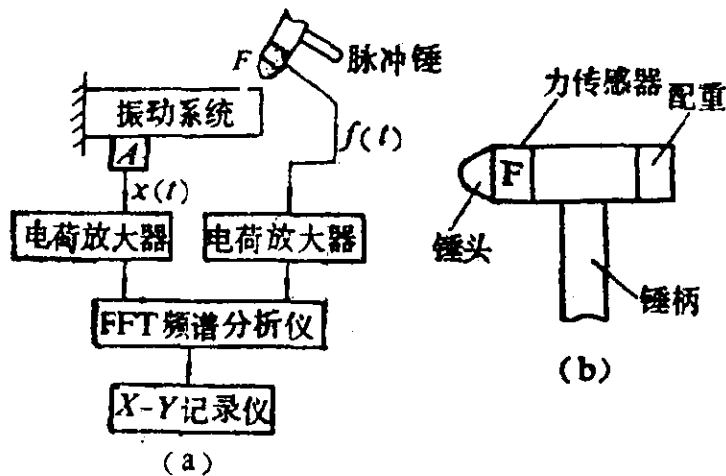 F
脉冲锤
振动系统
A
x(t)
f(t)
电荷放大器
电荷放大器
FFT频谱分析仪
X-Y记录仪
(a)
力传感器
配重
F
锤头
锤柄
(b)